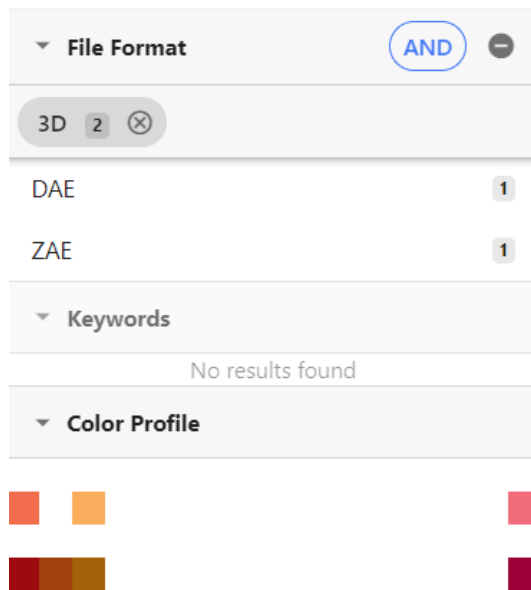 File Format AND
3D 2
DAE 1
ZAE 1
Keywords
No results found
Color Profile